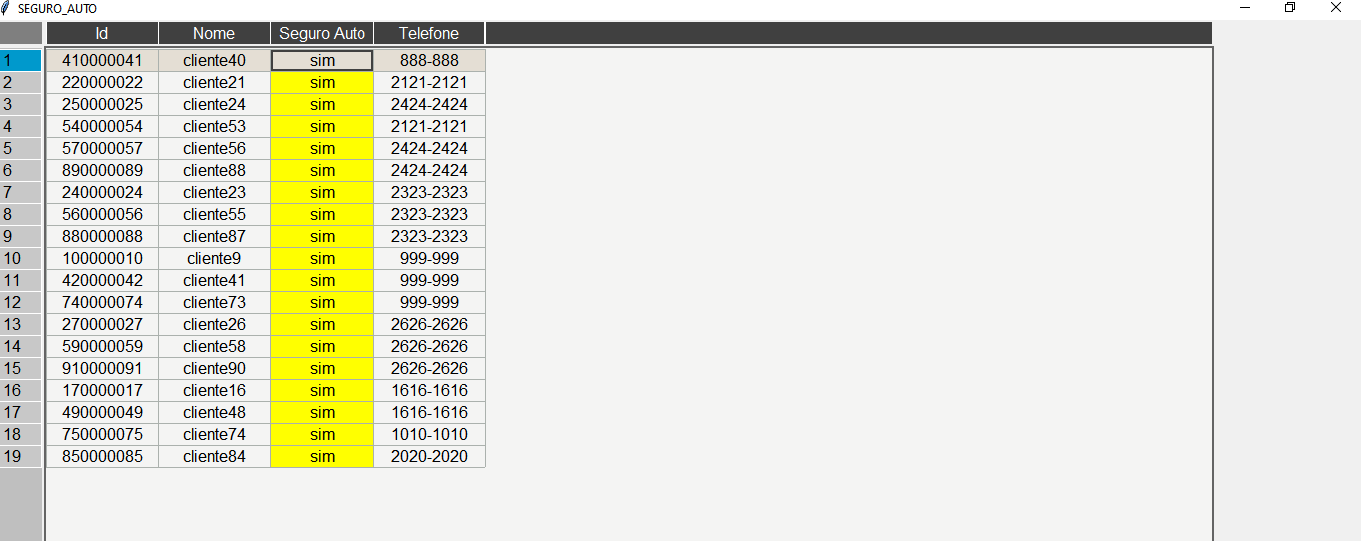 SEGURO_AUTO
Id Nome Seguro Auto Telefone
1 410000041 cliente40 sim 888-888
2 220000022 cliente21 sim 2121-2121
3 250000025 cliente24 sim 2424-2424
4 540000054 cliente53 sim 2121-2121
5 570000057 cliente56 sim 2424-2424
6 890000089 cliente88 sim 2424-2424
7 240000024 cliente23 sim 2323-2323
8 560000056 cliente55 sim 2323-2323
9 880000088 cliente87 sim 2323-2323
10 100000010 cliente9 sim 999-999
11 420000042 cliente41 sim 999-999
12 740000074 cliente73 sim 999-999
13 270000027 cliente26 sim 2626-2626
14 590000059 cliente58 sim 2626-2626
15 910000091 cliente90 sim 2626-2626
16 170000017 cliente16 sim 1616-1616
17 490000049 cliente48 sim 1616-1616
18 750000075 cliente74 sim 1010-1010
19 850000085 cliente84 sim 2020-2020